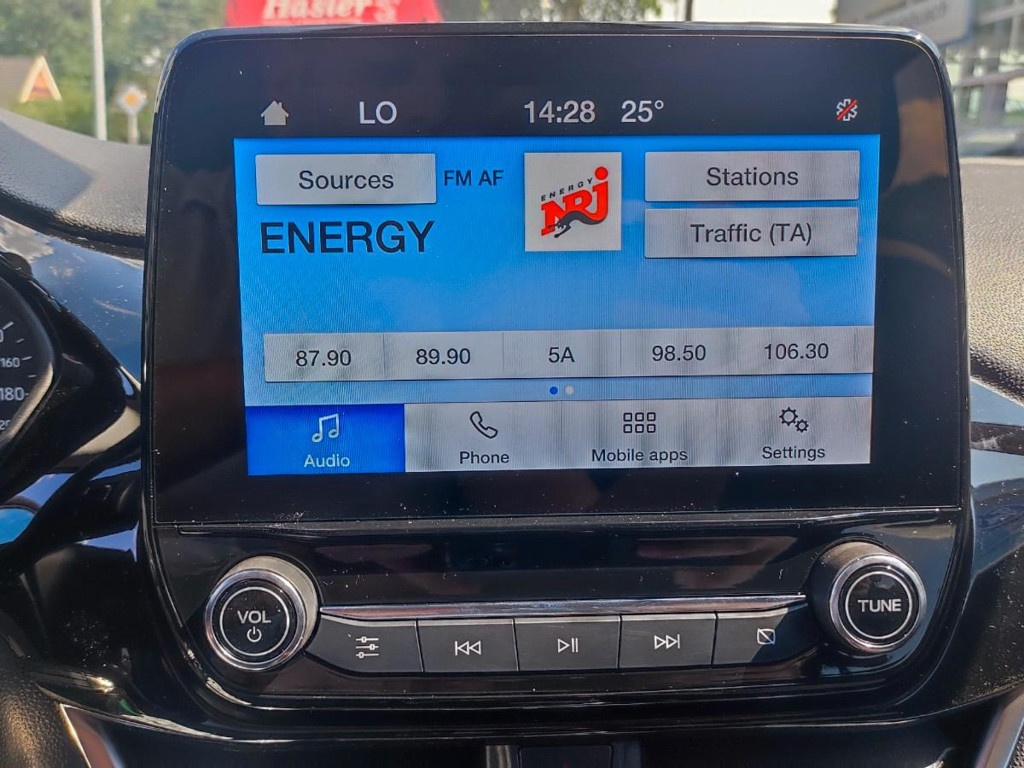 Hasler's
LO
14:28 25°
Sources
FM AF
ENERGY
NRJ
Stations
Traffic (TA)
ENERGY
87.90
89.90
5A
98.50
106.30
Audio
Phone
Mobile apps
Settings
160
180
VOL
TUNE